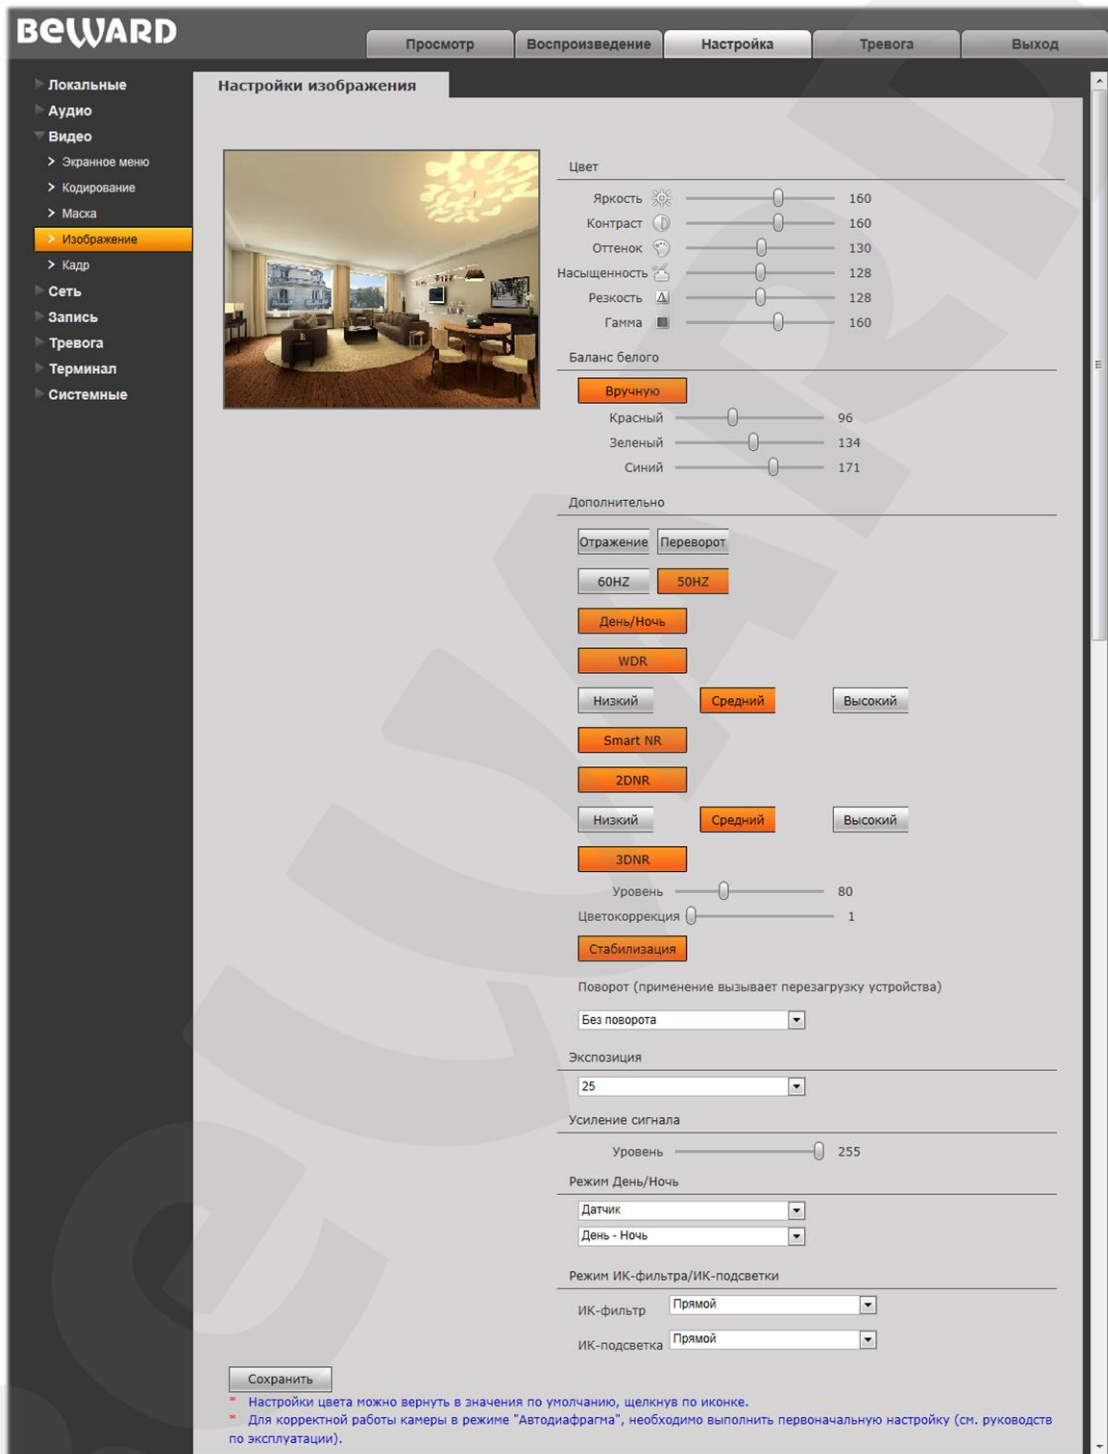 BEWARD
Просмотр Воспроизведение Настройка Тревога Выход
Локальные
Аудио
Видео
Экранное меню
Кодирование
Маска
Изображение
Кадр
Сеть
Запись
Тревога
Терминал
Системные
Настройки изображения
Цвет
Яркость 160
Контраст 160
Оттенок 130
Насыщенность 128
Резкость 128
Гамма 160
Баланс белого
Вручную
Красный 96
Зеленый 134
Синий 171
Дополнительно
Отражение Переворот
60HZ 50HZ
День/Ночь
WDR
Низкий Средний Высокий
Smart NR
2DNR
Низкий Средний Высокий
3DNR
Уровень 80
Цветокоррекция 1
Стабилизация
Поворот (применение вызывает перезагрузку устройства)
Без поворота
Экспозиция
25
Усиление сигнала
Уровень 255
Режим День/Ночь
Датчик
День - Ночь
Режим ИК-фильтра/ИК-подсветки
ИК-фильтр Прямой
ИК-подсветка Прямой
Сохранить
* Настройки цвета можно вернуть в значения по умолчанию, щелкнув по иконке.
* Для корректной работы камеры в режиме "Автодиафрагма", необходимо выполнить первоначальную настройку (см. руководств
по эксплуатации).